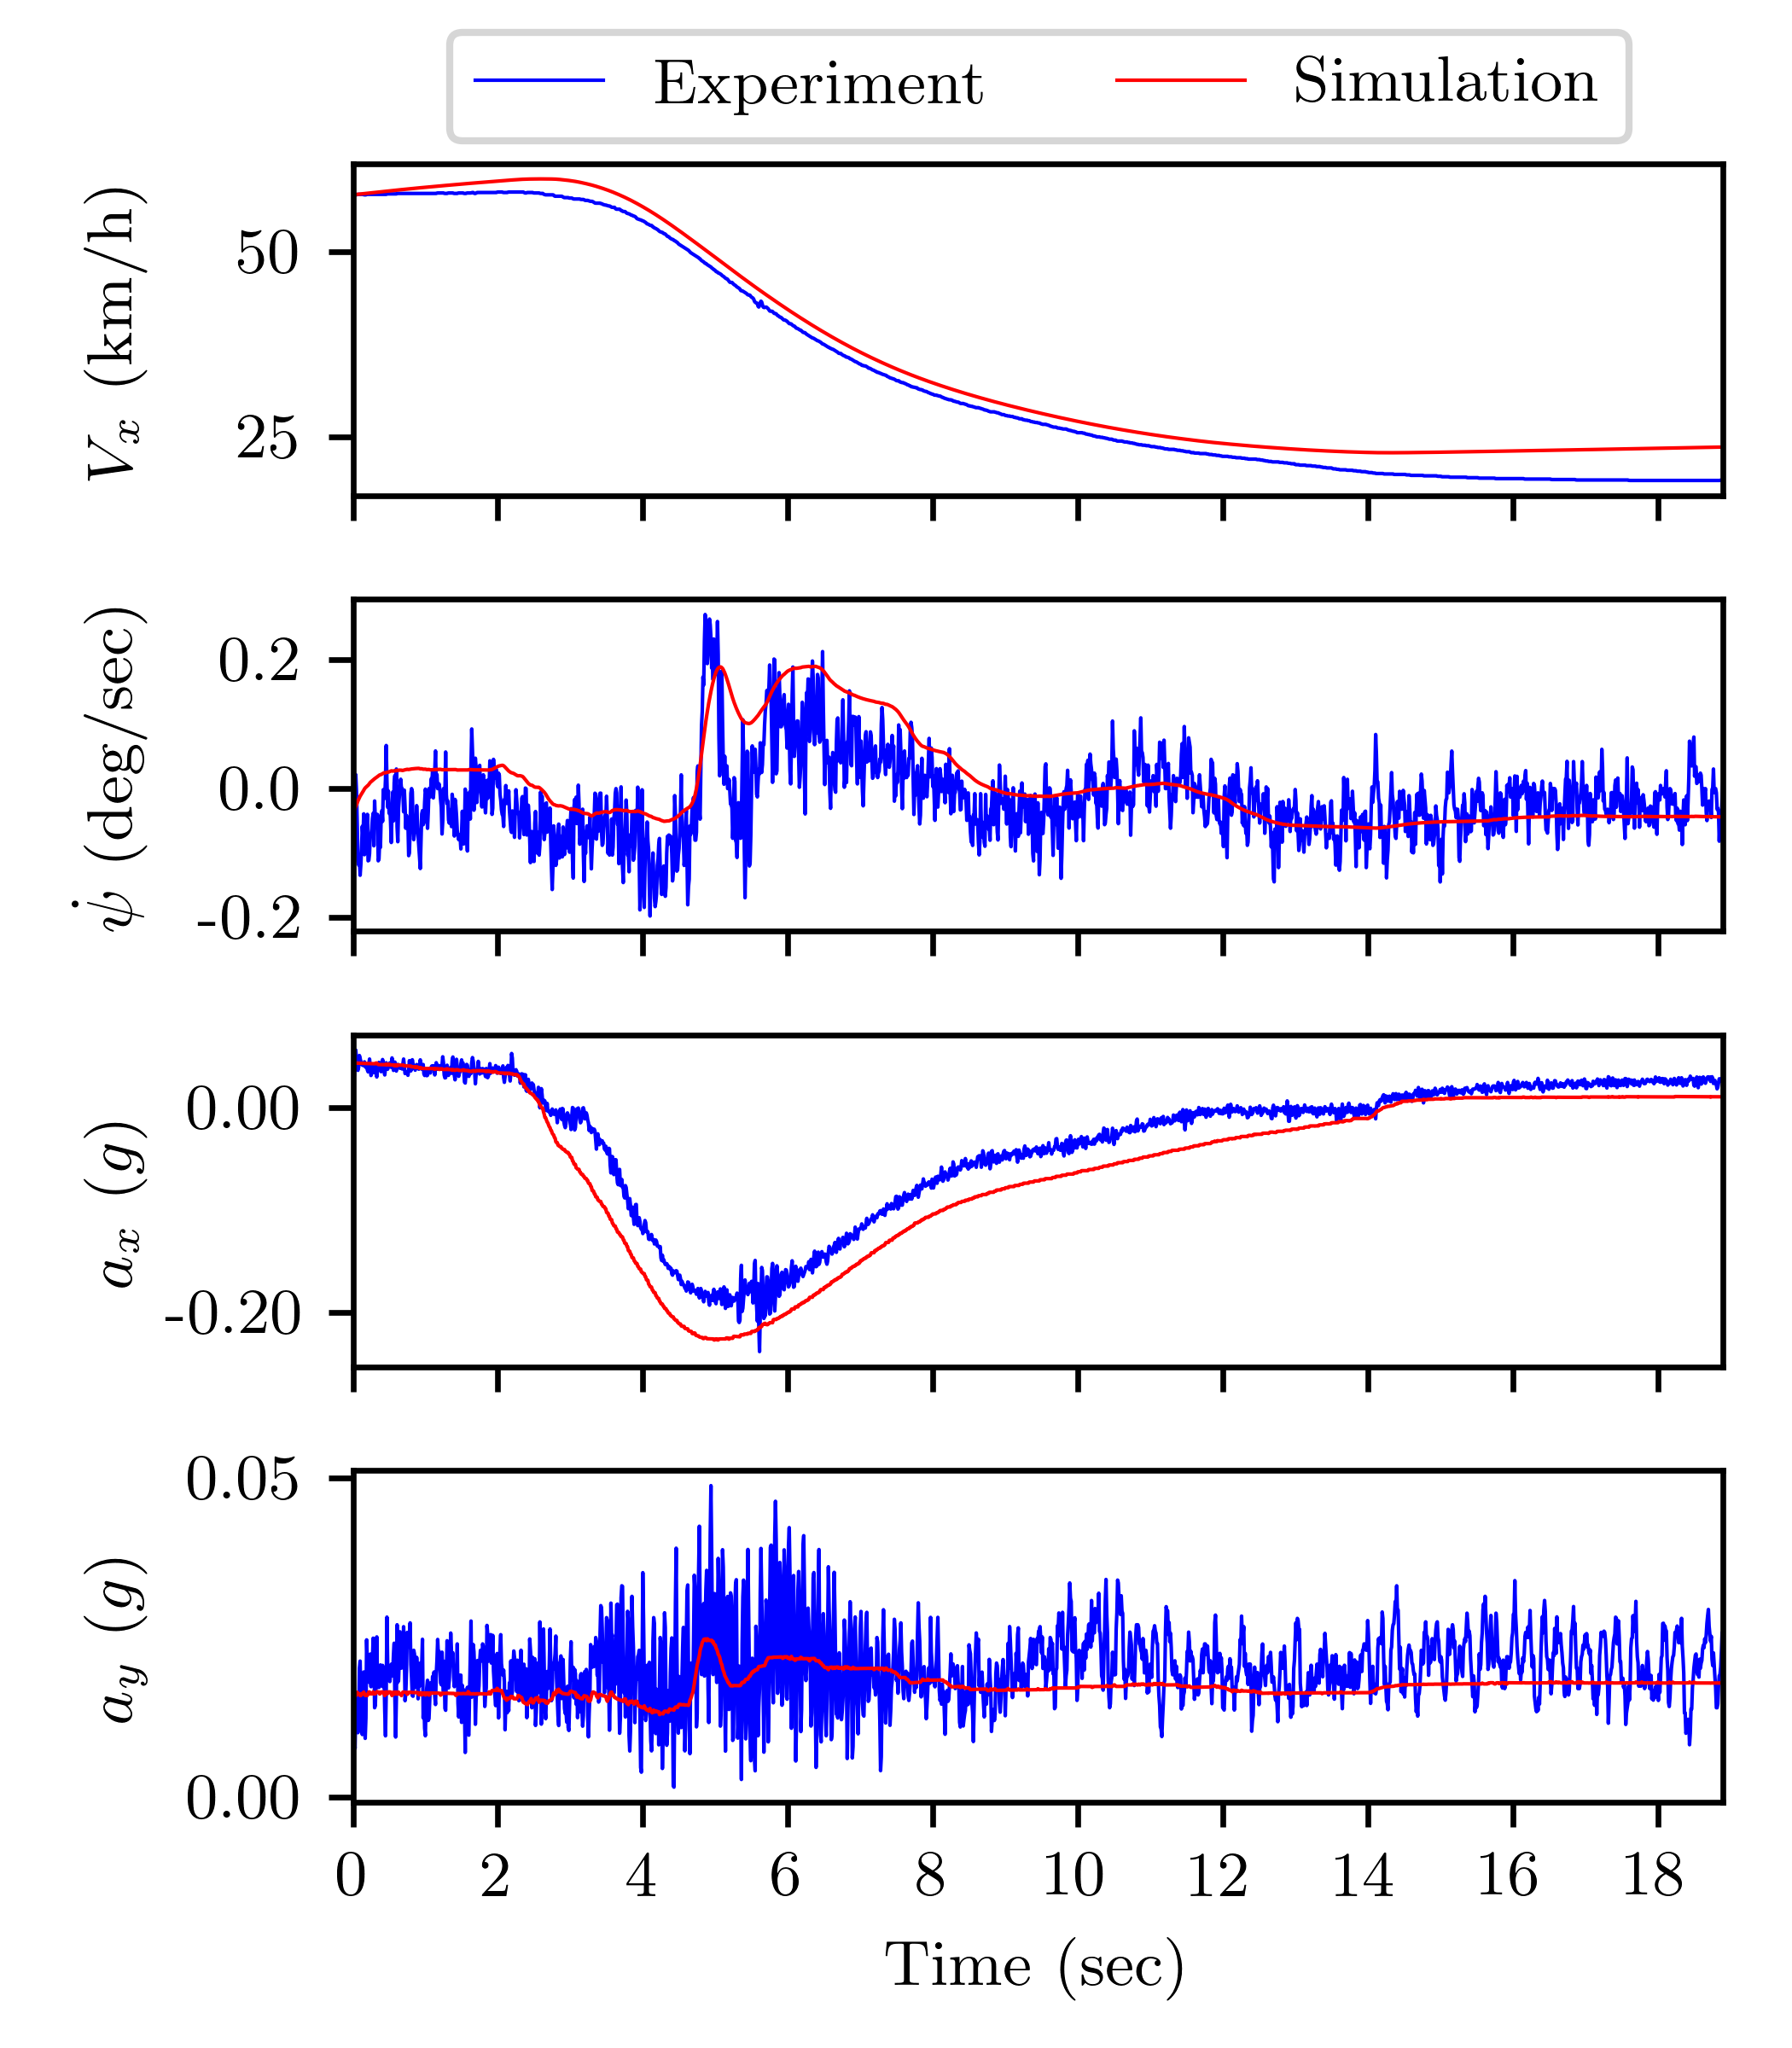 Experiment Simulation
V_x (km/h)
50
25
ψ̇ (deg/sec)
0.2
0.0
-0.2
a_x (g)
0.00
-0.20
a_y (g)
0.05
0.00
0 2 4 6 8 10 12 14 16 18
Time (sec)